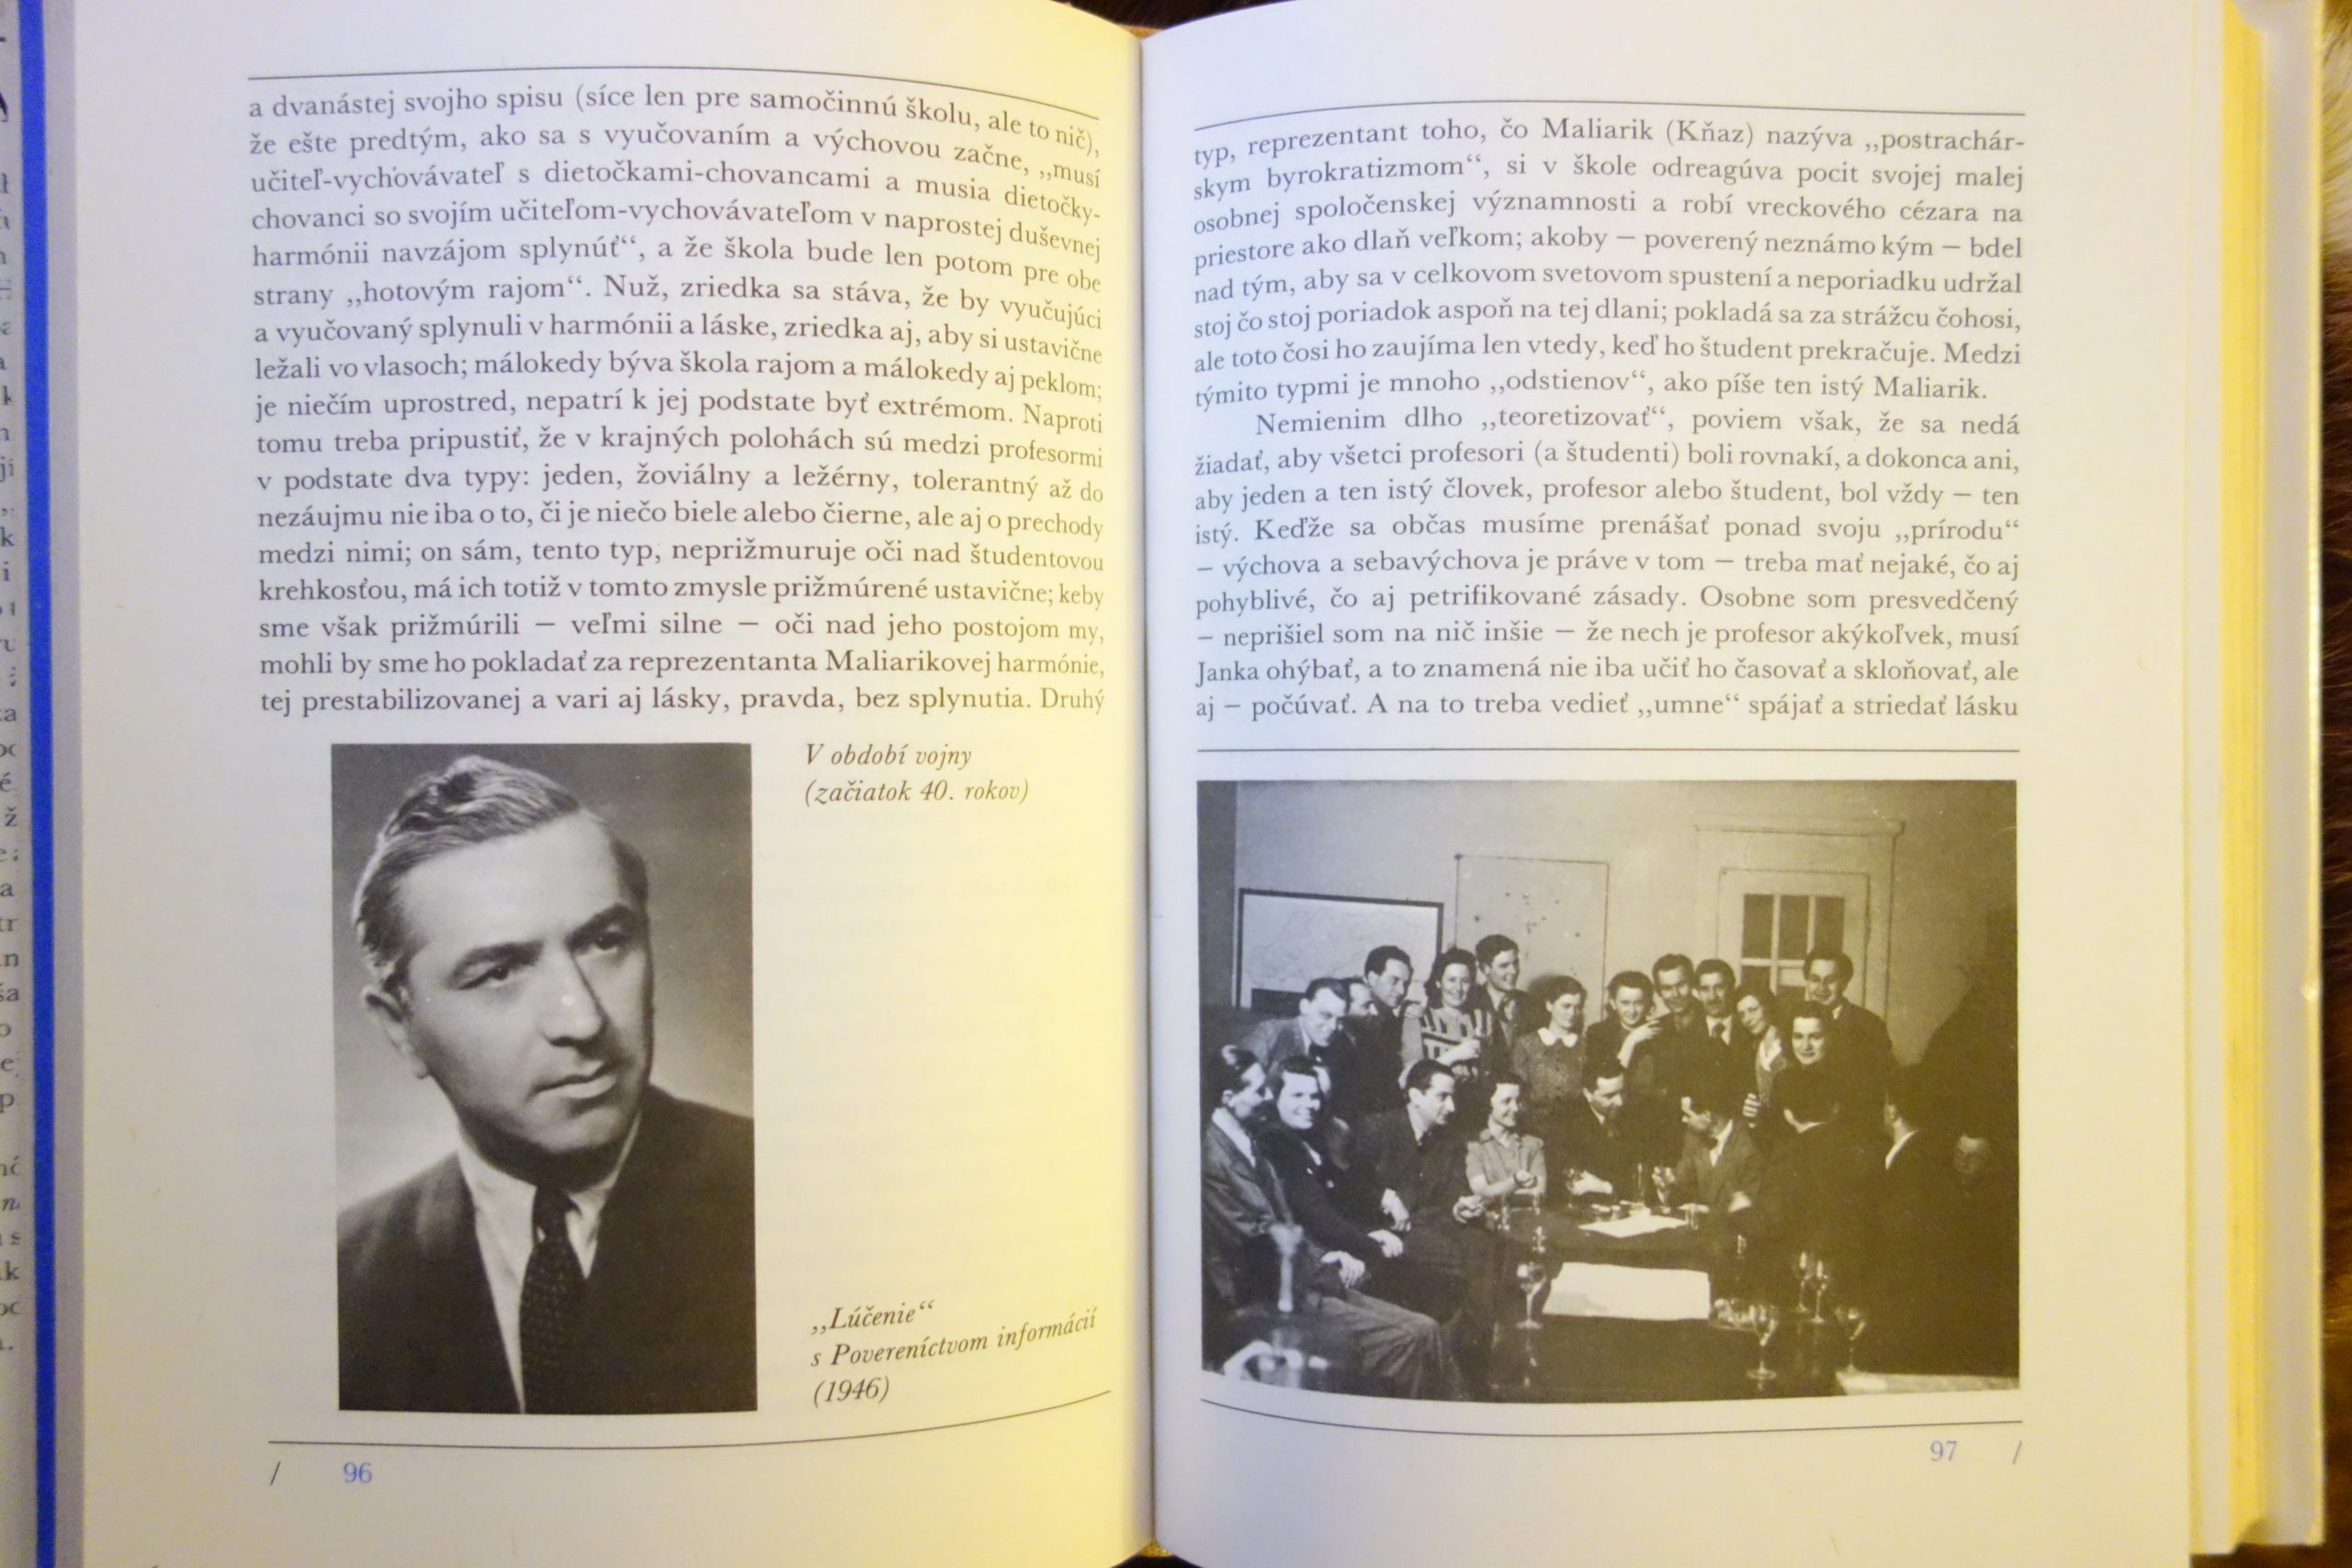 a dvanástej svojho spisu (síce len pre samočinnú školu, ale to nič),
že ešte predtým, ako sa s vyučovaním a výchovou začne, „musí
učiteľ-vychovávateľ s dietočkami-chovancami a musia dietočky-
chovanci so svojím učiteľom-vychovávateľom v naprostej duševnej
harmónii navzájom splynúť“, a že škola bude len potom pre obe
strany „hotovým rajom“. Nuž, zriedka sa stáva, že by vyučujúci
a vyučovaný splynuli v harmónii a láske, zriedka aj, aby si ustavične
ležali vo vlasoch; málokedy býva škola rajom a málokedy aj peklom;
je niečím uprostred, nepatrí k jej podstate byť extrémom. Naproti
tomu treba pripustiť, že v krajných polohách sú medzi profesormi
v podstate dva typy: jeden, žoviálny a ležérny, tolerantný až do
nezáujmu nie iba o to, či je niečo biele alebo čierne, ale aj o prechody
medzi nimi; on sám, tento typ, neprižmuruje oči nad študentovou
krehkosťou, má ich totiž v tomto zmysle prižmúrené ustavične; keby
sme však prižmúrili — veľmi silne — oči nad jeho postojom my,
mohli by sme ho pokladať za reprezentanta Maliarikovej harmónie,
tej prestabilizovanej a vari aj lásky, pravda, bez splynutia. Druhý
V období vojny
(začiatok 40. rokov)
„Lúčenie“
s Povereníctvom informácií
(1946)
/ 96
typ, reprezentant toho, čo Maliarik (Kňaz) nazýva „postrachár-
skym byrokratizmom“, si v škole odreagúva pocit svojej malej
osobnej spoločenskej významnosti a robí vreckového cézara na
priestore ako dlaň veľkom; akoby — poverený neznámo kým — bdel
nad tým, aby sa v celkovom svetovom spustení a neporiadku udržal
stoj čo stoj poriadok aspoň na tej dlani; pokladá sa za strážcu čohosi,
ale toto čosi ho zaujíma len vtedy, keď ho študent prekračuje. Medzi
týmito typmi je mnoho „odstienov“, ako píše ten istý Maliarik.
Nemienim dlho „teoretizovať“, poviem však, že sa nedá
žiadať, aby všetci profesori (a študenti) boli rovnakí, a dokonca ani,
aby jeden a ten istý človek, profesor alebo študent, bol vždy — ten
istý. Keďže sa občas musíme prenášať ponad svoju „prírodu“
— výchova a sebavýchova je práve v tom — treba mať nejaké, čo aj
pohyblivé, čo aj petrifikované zásady. Osobne som presvedčený
— neprišiel som na nič inšie — že nech je profesor akýkoľvek, musí
Janka ohýbať, a to znamená nie iba učiť ho časovať a skloňovať, ale
aj — počúvať. A na to treba vedieť „umne“ spájať a striedať lásku
97 /